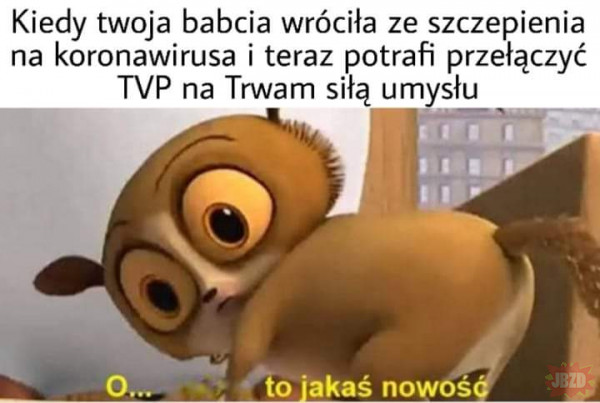 Kiedy twoja babcia wróciła ze szczepienia
na koronawirusa i teraz potrafi przełączyć
TVP na Trwam siłą umysłu
O... to jakaś nowość
JBZD